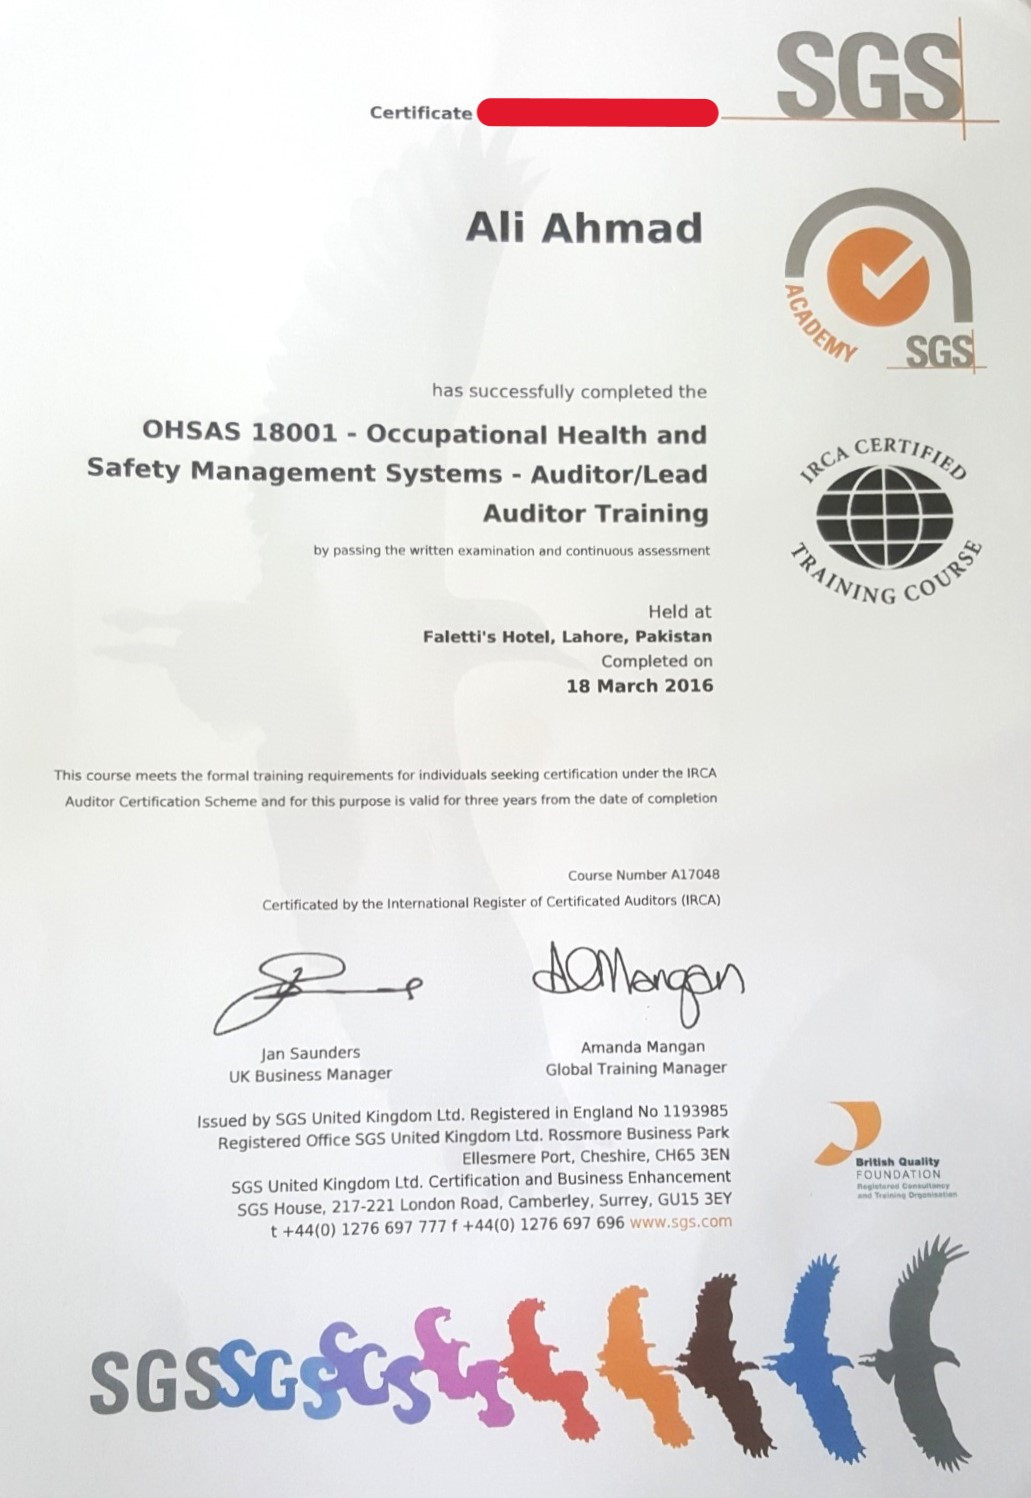 SGS
Certificate
Ali Ahmad
ACADEMY
SGS
has successfully completed the
OHSAS 18001 - Occupational Health and
Safety Management Systems - Auditor/Lead
Auditor Training
by passing the written examination and continuous assessment
IRCA CERTIFIED
TRAINING COURSE
Held at
Faletti's Hotel, Lahore, Pakistan
Completed on
18 March 2016
This course meets the formal training requirements for individuals seeking certification under the IRCA
Auditor Certification Scheme and for this purpose is valid for three years from the date of completion
Course Number A17048
Certificated by the International Register of Certificated Auditors (IRCA)
AMangan
Jan Saunders
UK Business Manager
Amanda Mangan
Global Training Manager
Issued by SGS United Kingdom Ltd. Registered in England No 1193985
Registered Office SGS United Kingdom Ltd. Rossmore Business Park
Ellesmere Port, Cheshire, CH65 3EN
SGS United Kingdom Ltd. Certification and Business Enhancement
SGS House, 217-221 London Road, Camberley, Surrey, GU15 3EY
t +44(0) 1276 697 777 f +44(0) 1276 697 696 www.sgs.com
British Quality
FOUNDATION
Registered Consultancy
and Training Organisation
SGSSGSSGS